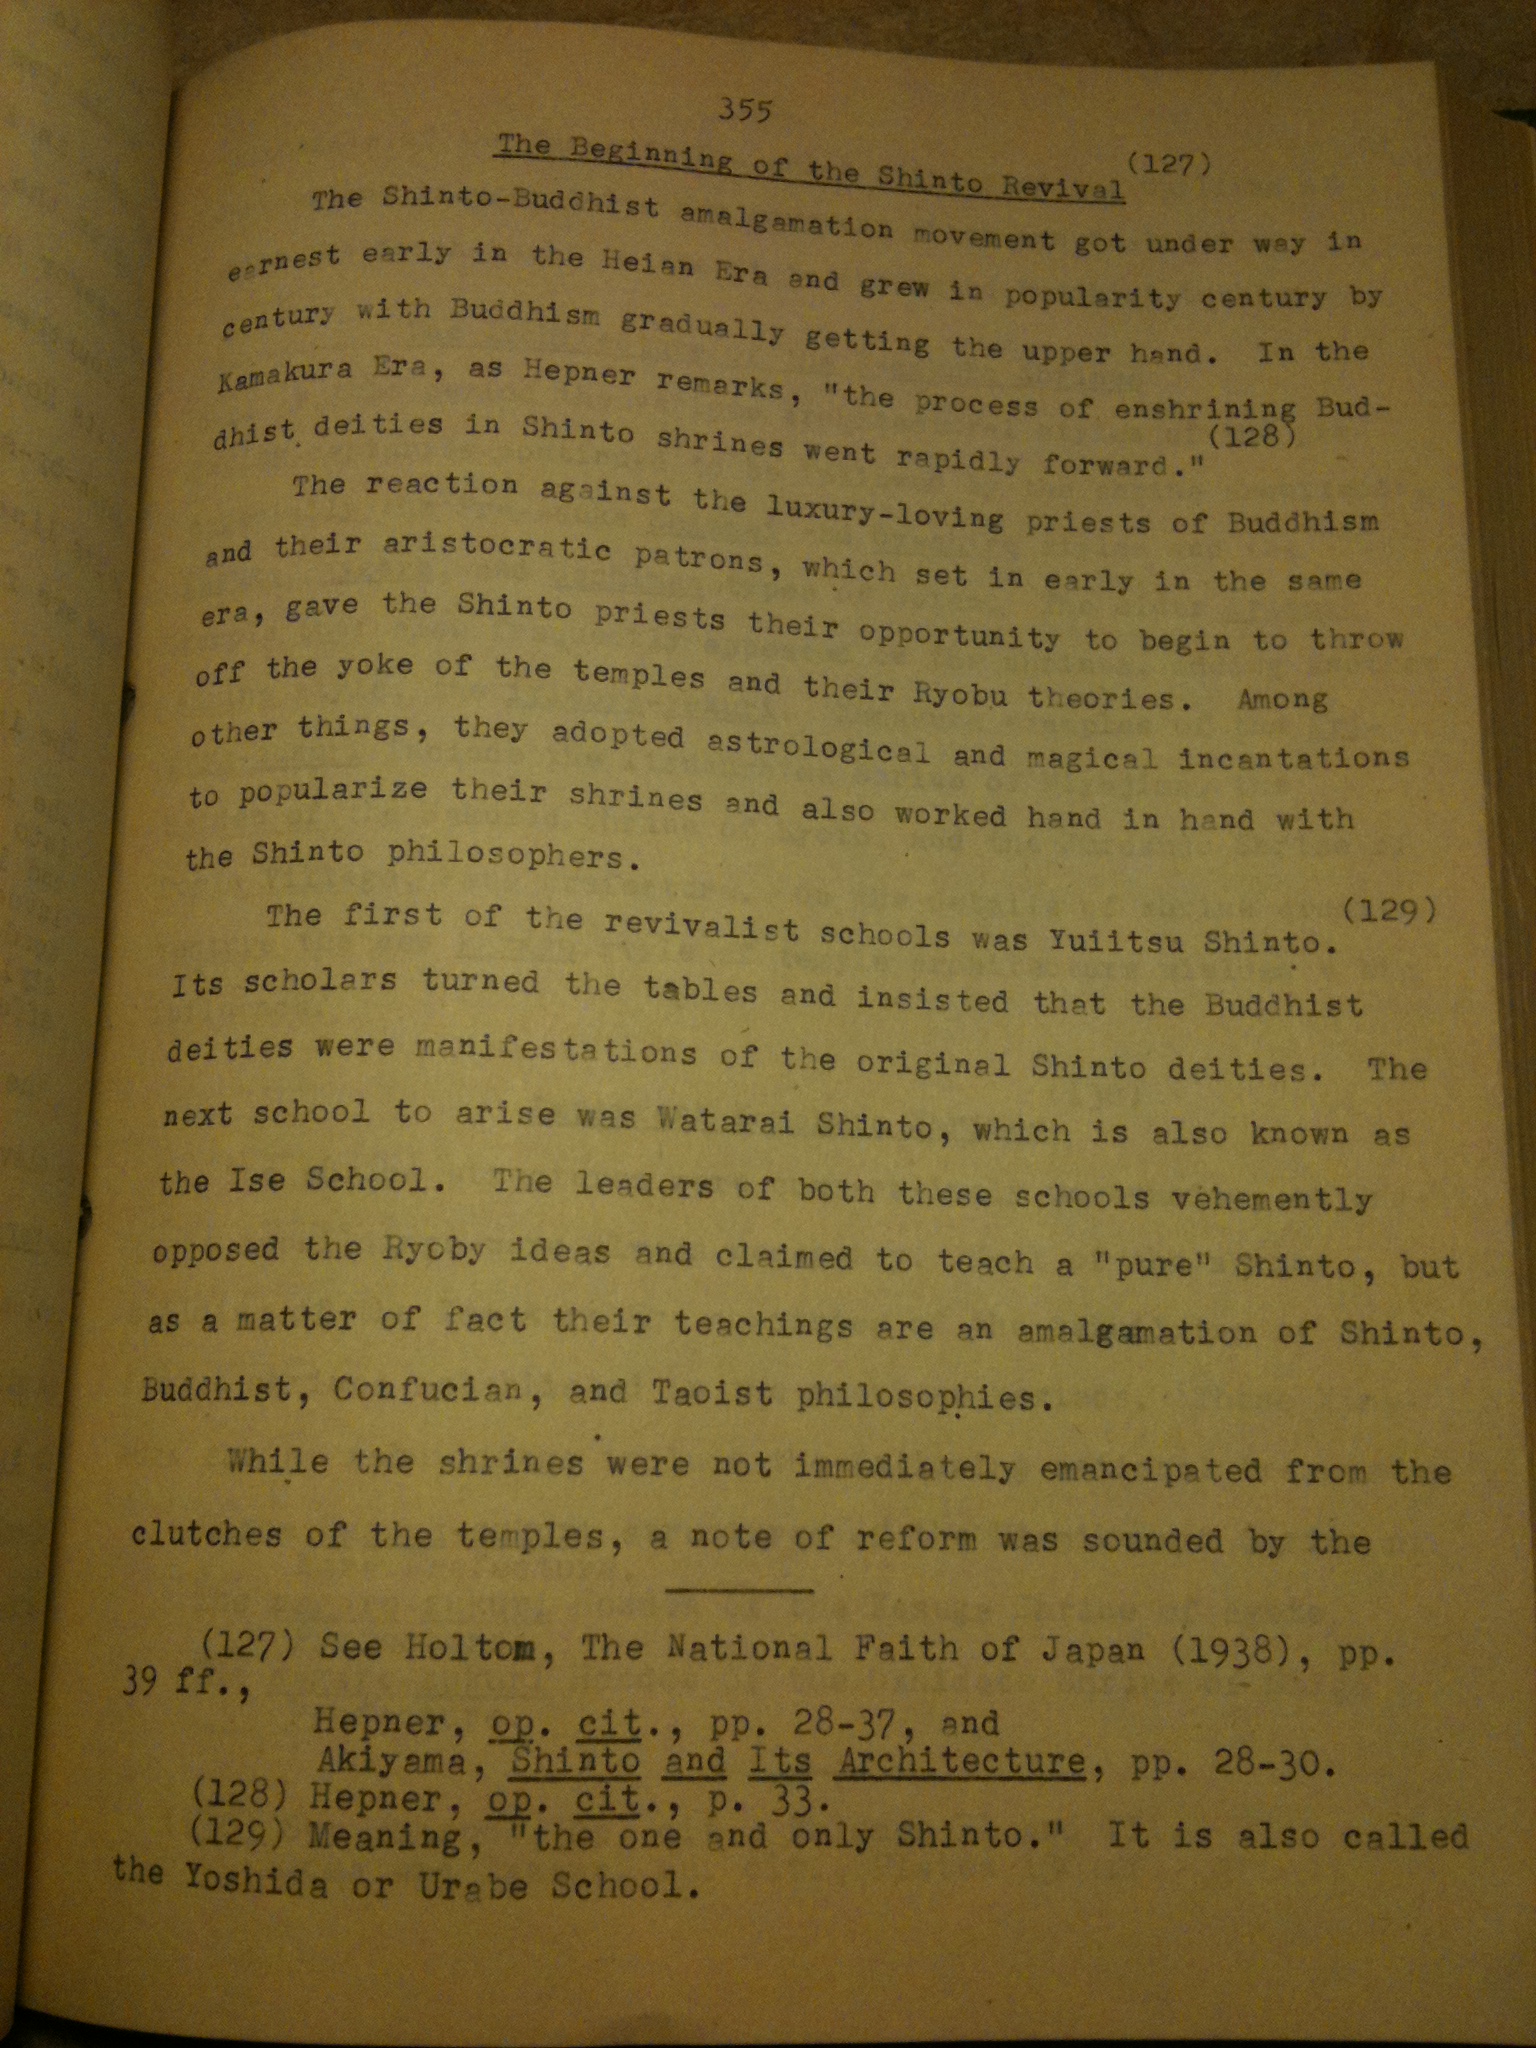 355
The Beginning of the Shinto Revival (127)
The Shinto-Buddhist amalgamation movement got under way in
earnest early in the Heian Era and grew in popularity century by
century with Buddhism gradually getting the upper hand. In the
Kamakura Era, as Hepner remarks, "the process of enshrining Bud-
dhist deities in Shinto shrines went rapidly forward." (128)
The reaction against the luxury-loving priests of Buddhism
and their aristocratic patrons, which set in early in the same
era, gave the Shinto priests their opportunity to begin to throw
off the yoke of the temples and their Ryobu theories. Among
other things, they adopted astrological and magical incantations
to popularize their shrines and also worked hand in hand with
the Shinto philosophers.
The first of the revivalist schools was Yuiitsu Shinto. (129)
Its scholars turned the tables and insisted that the Buddhist
deities were manifestations of the original Shinto deities. The
next school to arise was Watarai Shinto, which is also known as
the Ise School. The leaders of both these schools vehemently
opposed the Ryoby ideas and claimed to teach a "pure" Shinto, but
as a matter of fact their teachings are an amalgamation of Shinto,
Buddhist, Confucian, and Taoist philosophies.
While the shrines were not immediately emancipated from the
clutches of the temples, a note of reform was sounded by the
(127) See Holtom, The National Faith of Japan (1938), pp.
39 ff.,
Hepner, op. cit., pp. 28-37, and
Akiyama, Shinto and Its Architecture, pp. 28-30.
(128) Hepner, op. cit., p. 33.
(129) Meaning, "the one and only Shinto." It is also called
the Yoshida or Urabe School.